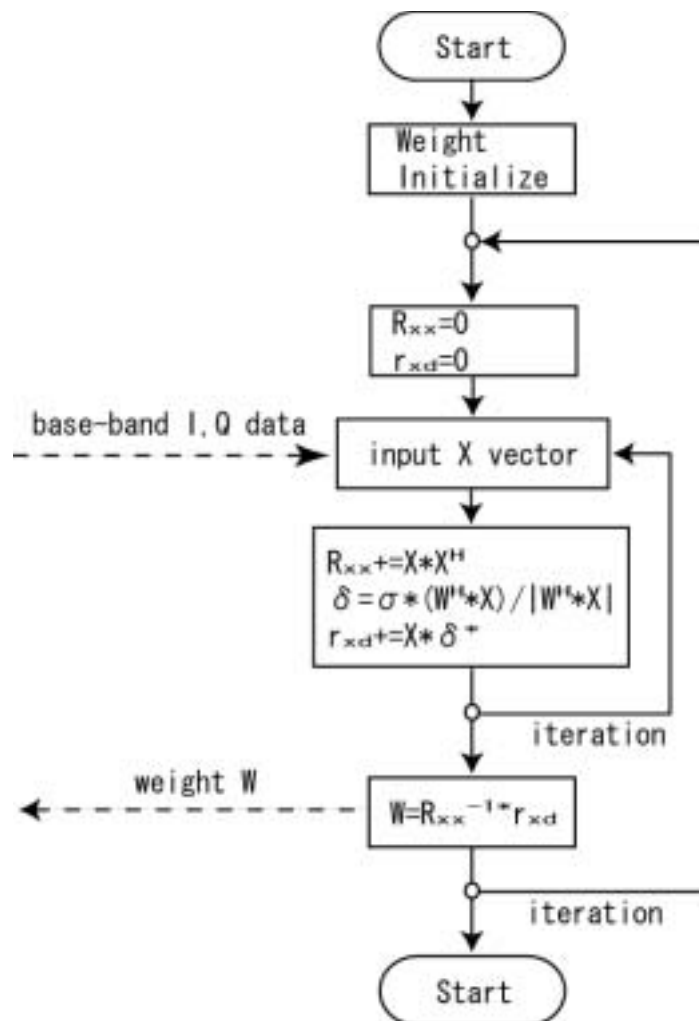 Start
Weight
Initialize
Rₓₓ=0
rₓd=0
base-band I,Q data
input X vector
Rₓₓ+=X*Xᴴ
δ=σ*(Wᴴ*X)/|Wᴴ*X|
rₓd+=X*δ*
iteration
weight W
W=Rₓₓ⁻¹*rₓd
iteration
Start